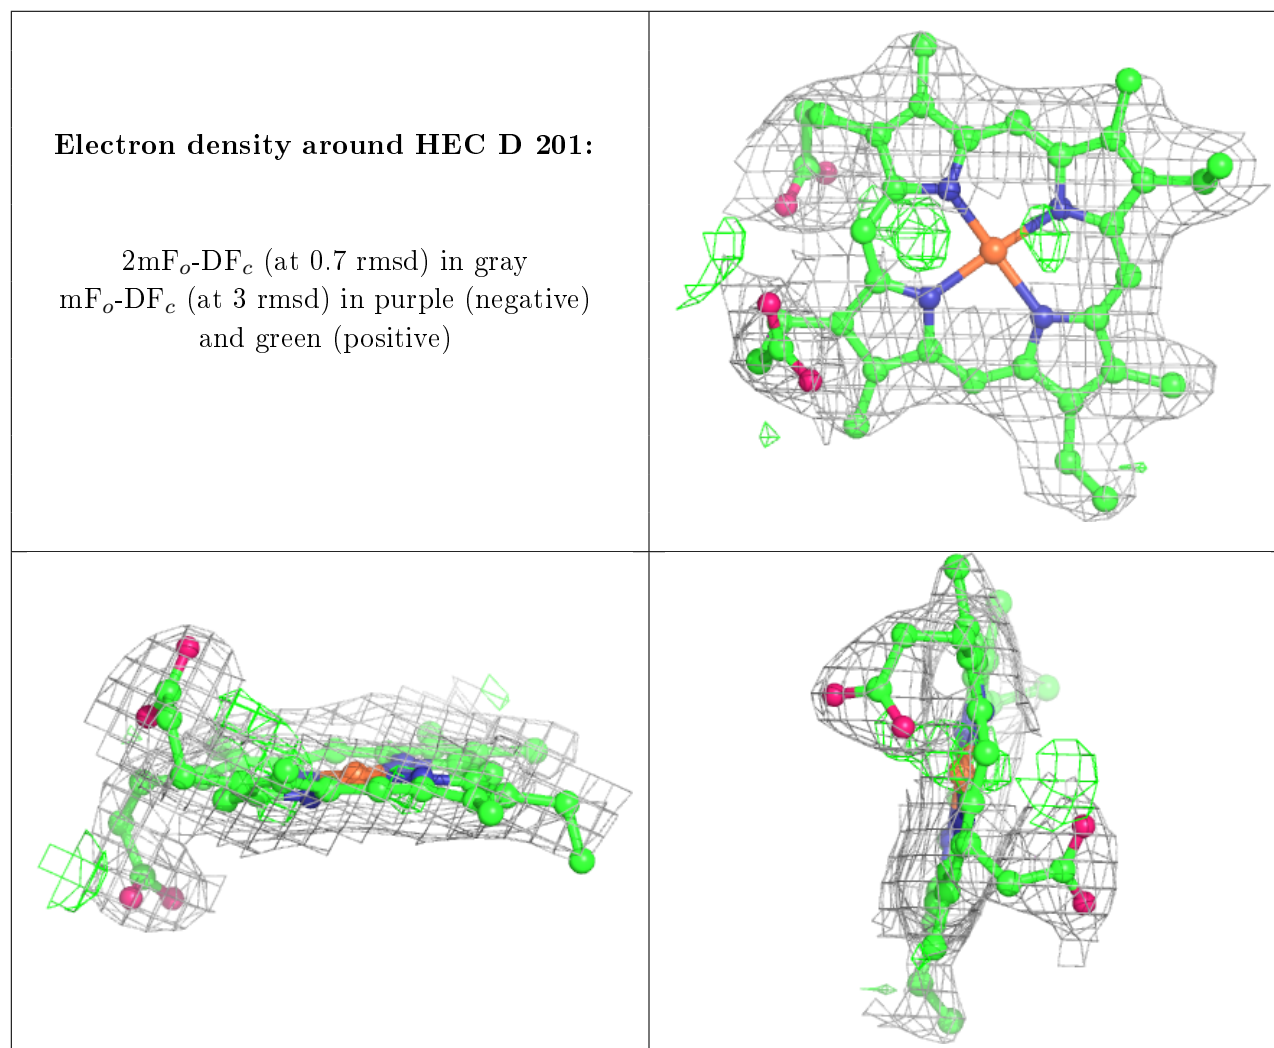 Electron density around HEC D 201:
2mFo-DFc (at 0.7 rmsd) in gray
mFo-DFc (at 3 rmsd) in purple (negative)
and green (positive)